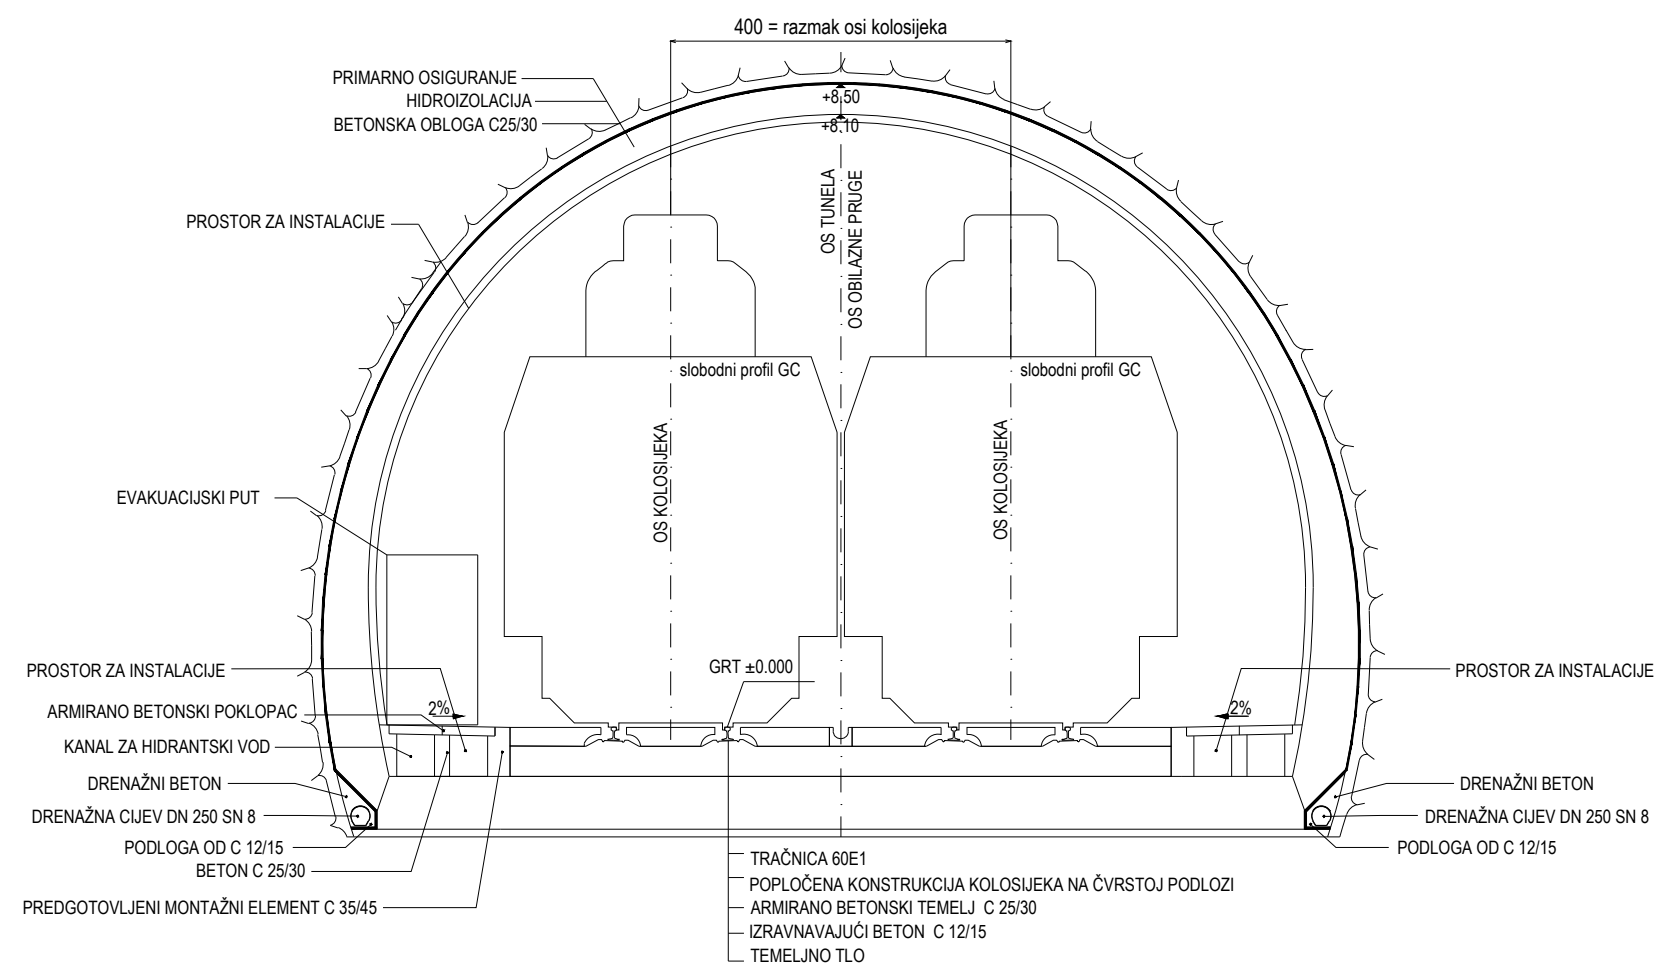 400 = razmak osi kolosijeka
PRIMARNO OSIGURANJE
HIDROIZOLACIJA
BETONSKA OBLOGA C25/30
+8,50
+8,10
OS TUNELA
OS OBILAZNE PRUGE
PROSTOR ZA INSTALACIJE
slobodni profil GC
slobodni profil GC
OS KOLOSIJEKA
OS KOLOSIJEKA
EVAKUACIJSKI PUT
GRT ±0.000
PROSTOR ZA INSTALACIJE
PROSTOR ZA INSTALACIJE
2%
2%
ARMIRANO BETONSKI POKLOPAC
KANAL ZA HIDRANTSKI VOD
DRENAŽNI BETON
DRENAŽNI BETON
DRENAŽNA CIJEV DN 250 SN 8
DRENAŽNA CIJEV DN 250 SN 8
PODLOGA OD C 12/15
PODLOGA OD C 12/15
BETON C 25/30
PREDGOTOVLJENI MONTAŽNI ELEMENT C 35/45
TRAČNICA 60E1
POPLOČENA KONSTRUKCIJA KOLOSIJEKA NA ČVRSTOJ PODLOZI
ARMIRANO BETONSKI TEMELJ C 25/30
IZRAVNAVAJUĆI BETON C 12/15
TEMELJNO TLO